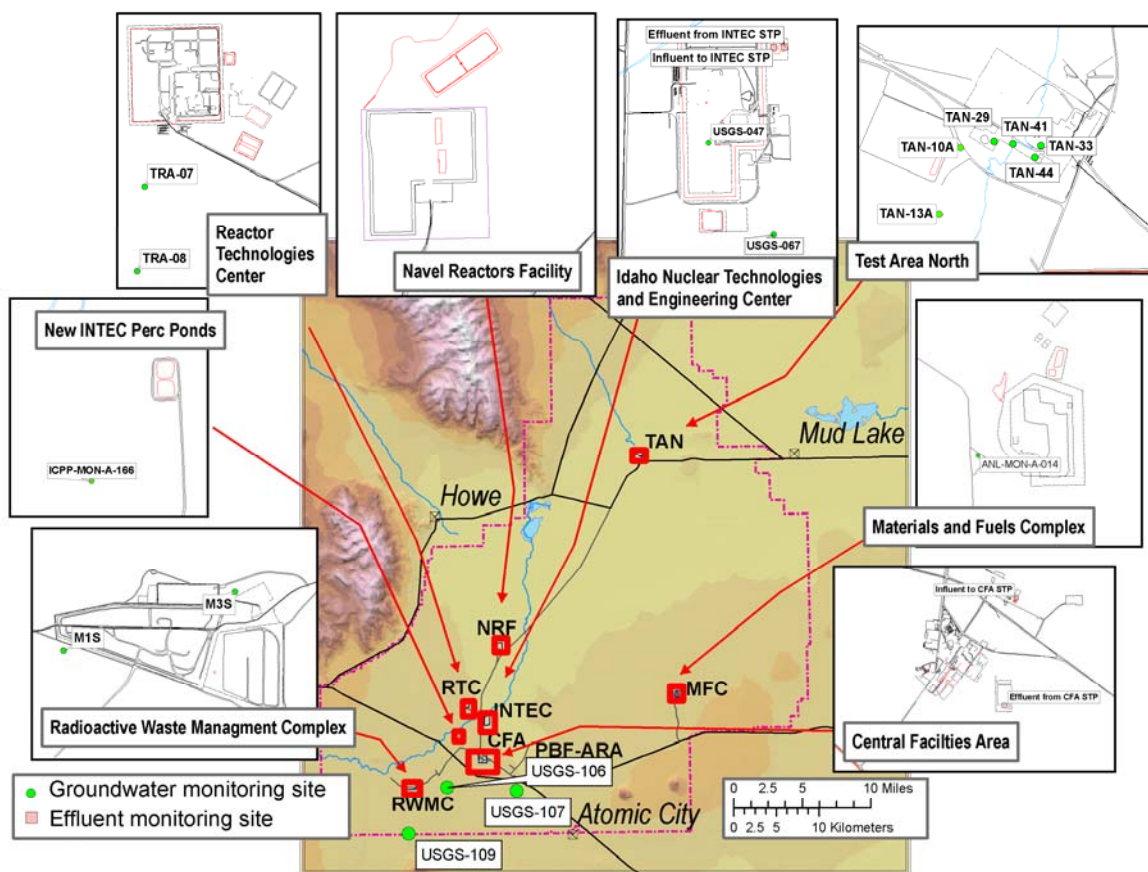 Effluent from INTEC STP
Influent to INTEC STP
USGS-047
USGS-067
TAN-29
TAN-41
TAN-10A
TAN-33
TAN-44
TAN-13A
TRA-07
TRA-08
Reactor
Technologies
Center
Navel Reactors Facility
Idaho Nuclear Technologies
and Engineering Center
Test Area North
New INTEC Perc Ponds
ICPP-MON-A-166
ANL-MON-A-014
Materials and Fuels Complex
TAN
Mud Lake
Howe
M3S
M1S
Radioactive Waste Managment Complex
NRF
RTC
INTEC
MFC
CFA
PBF-ARA
Influent to CFA STP
Effluent from CFA STP
Central Facilties Area
USGS-106
RWMC
USGS-107
Atomic City
USGS-109
Groundwater monitoring site
Effluent monitoring site
0 2.5 5 10 Miles
0 2.5 5 10 Kilometers